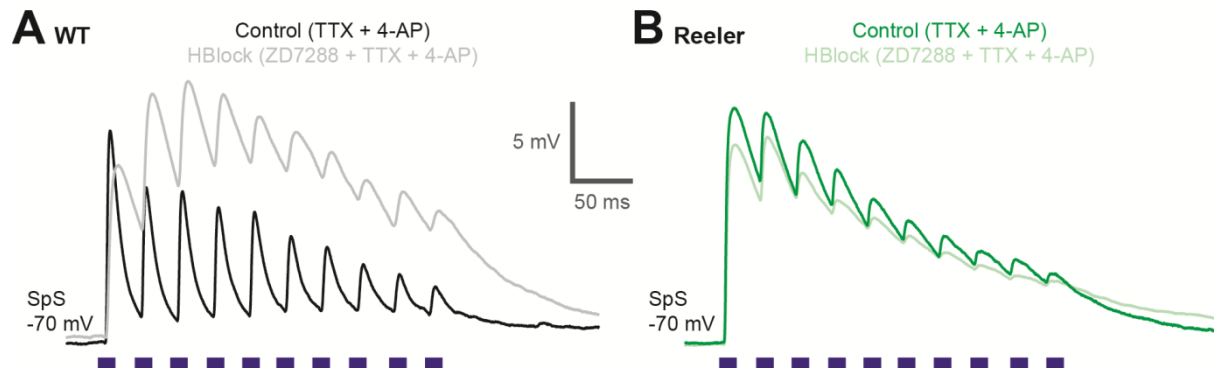 A WT
Control (TTX + 4-AP)
HBlock (ZD7288 + TTX + 4-AP)
B Reeler
Control (TTX + 4-AP)
HBlock (ZD7288 + TTX + 4-AP)
5 mV
50 ms
SpS
-70 mV
SpS
-70 mV